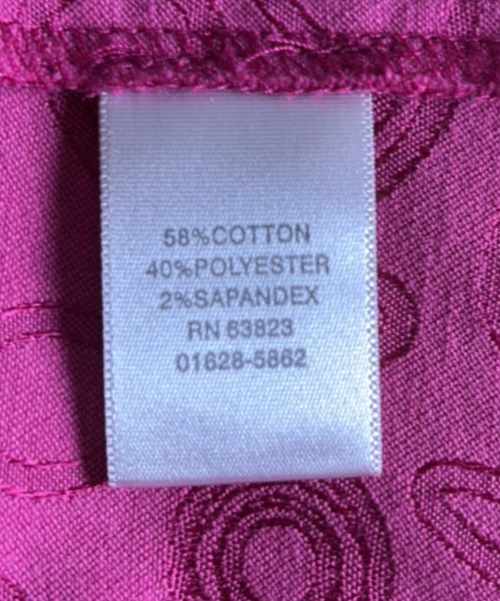 58%COTTON
40%POLYESTER
2%SAPANDEX
RN 63823
01628-5862